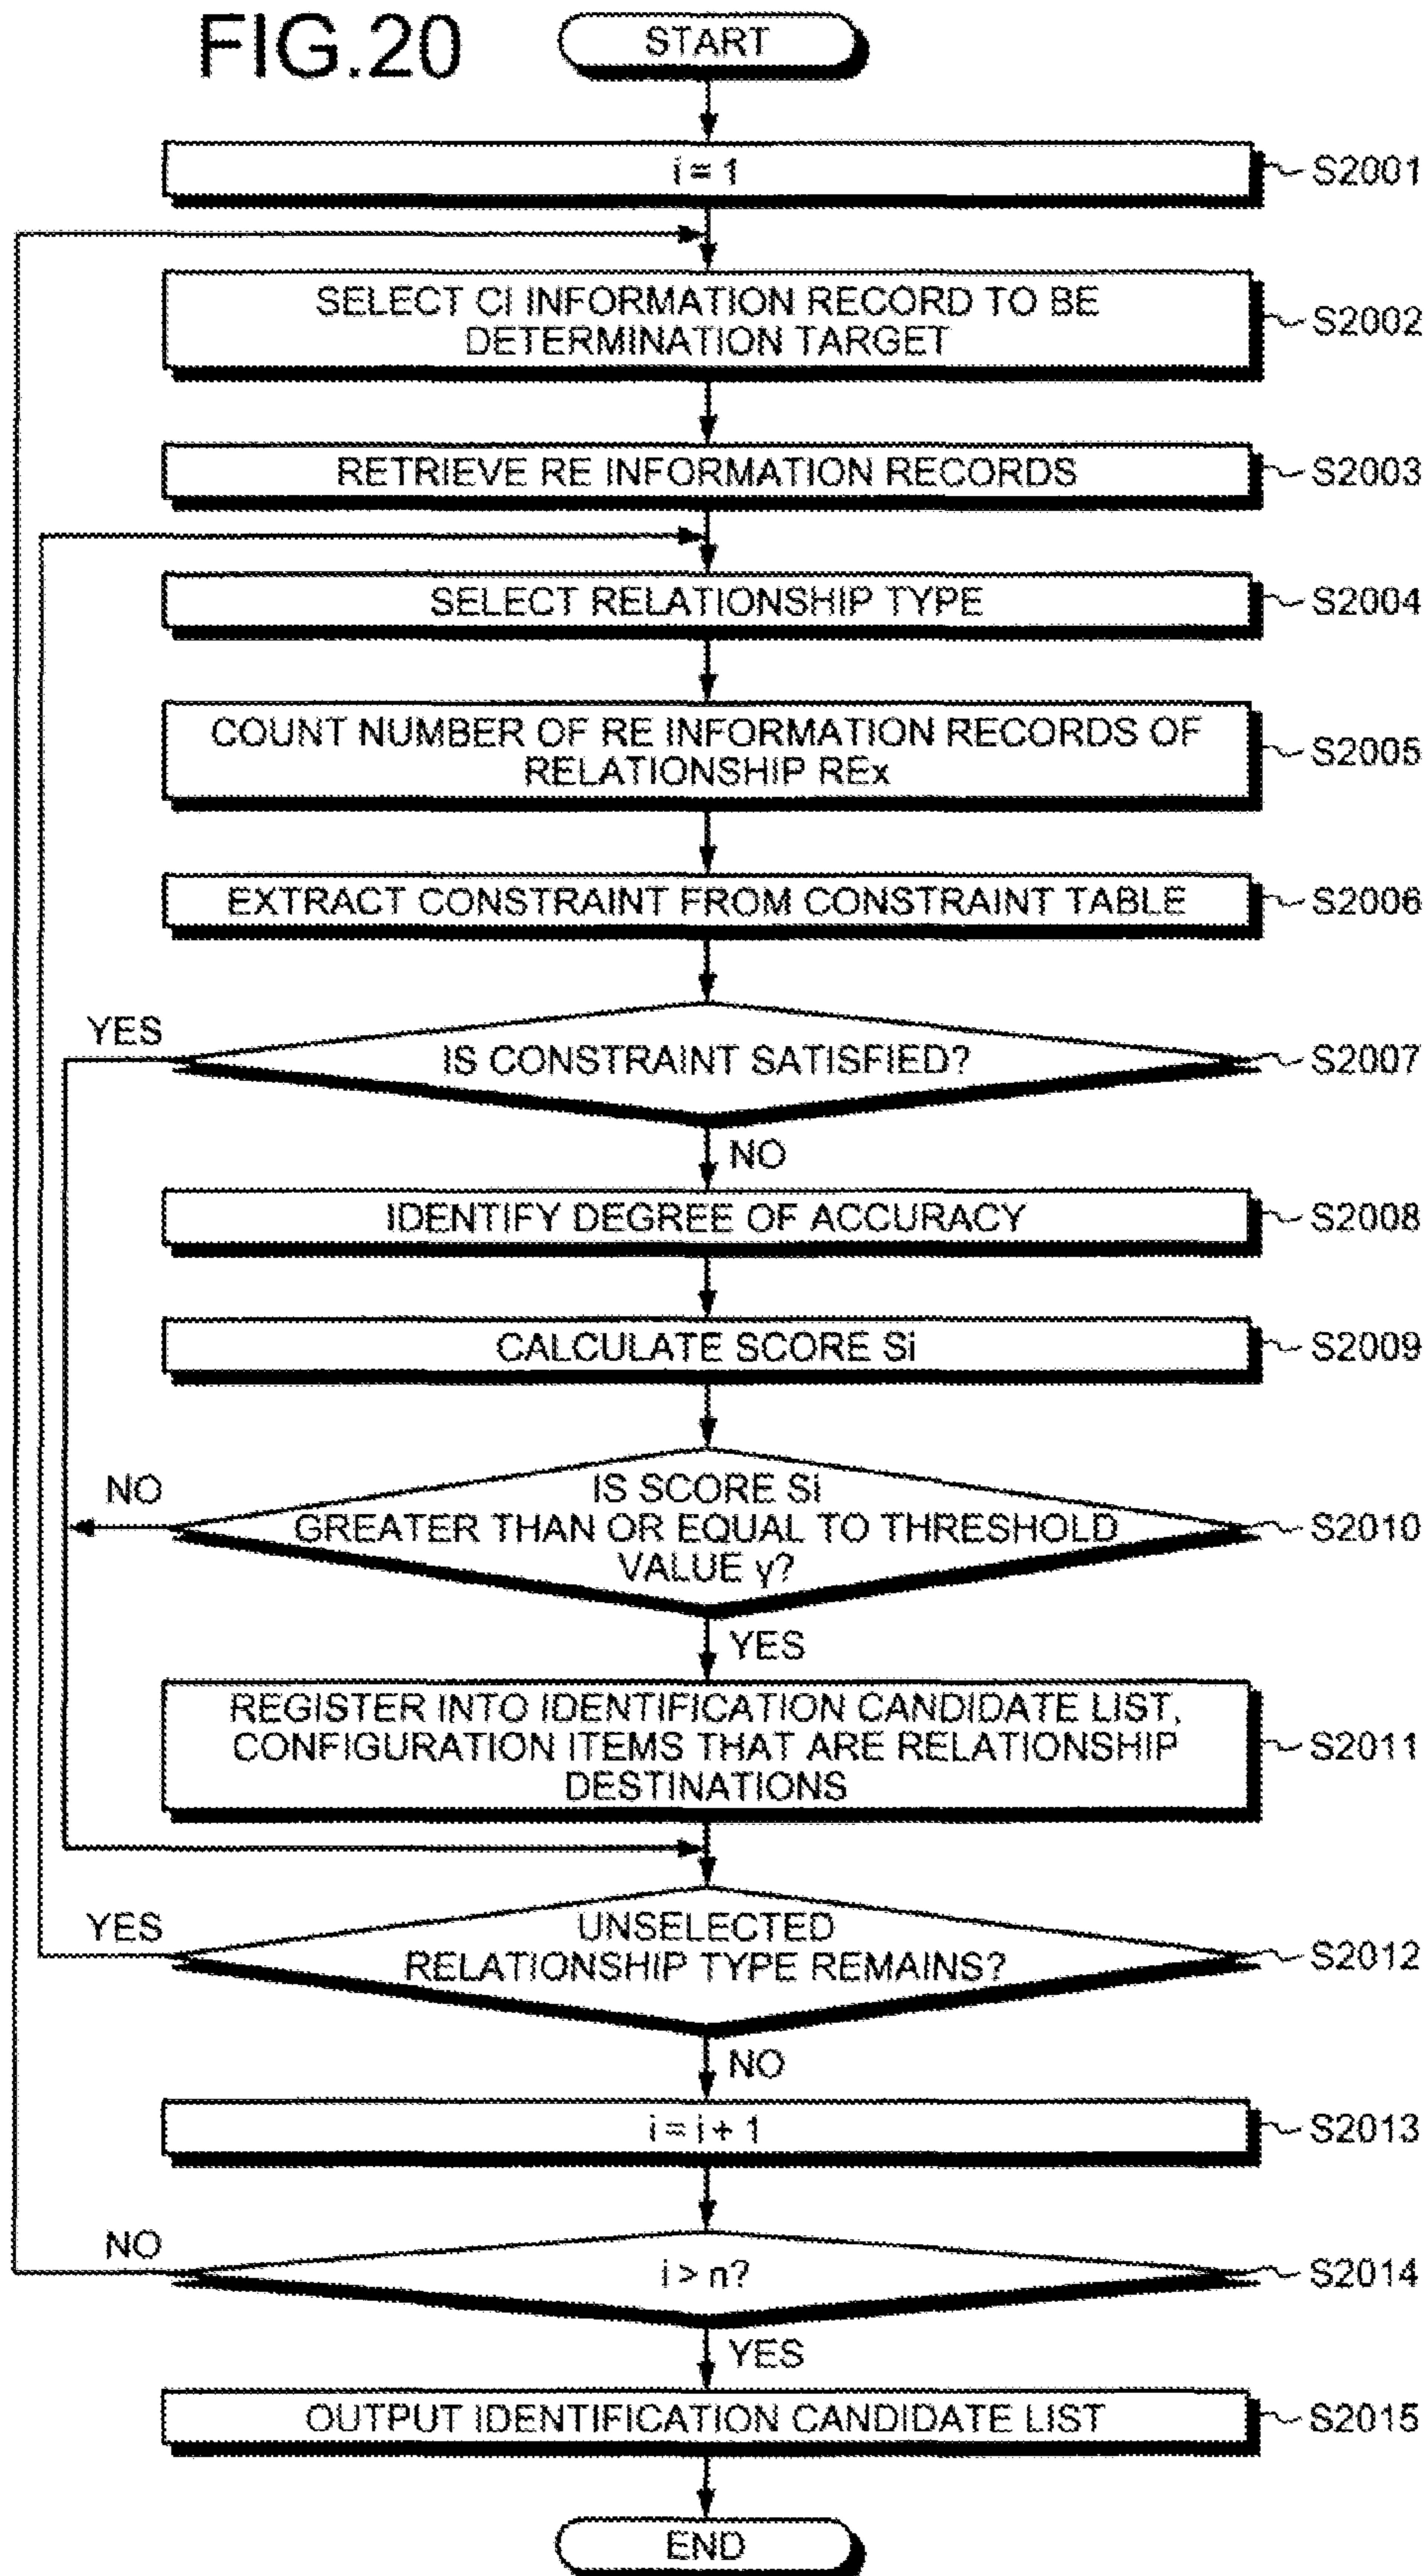 FIG.20
START
i = 1
S2001
SELECT CI INFORMATION RECORD TO BE
DETERMINATION TARGET
S2002
RETRIEVE RE INFORMATION RECORDS
S2003
SELECT RELATIONSHIP TYPE
S2004
COUNT NUMBER OF RE INFORMATION RECORDS OF
RELATIONSHIP REx
S2005
EXTRACT CONSTRAINT FROM CONSTRAINT TABLE
S2006
YES
IS CONSTRAINT SATISFIED?
S2007
NO
IDENTIFY DEGREE OF ACCURACY
S2008
CALCULATE SCORE Si
S2009
NO
IS SCORE Si
GREATER THAN OR EQUAL TO THRESHOLD
VALUE γ?
S2010
YES
REGISTER INTO IDENTIFICATION CANDIDATE LIST,
CONFIGURATION ITEMS THAT ARE RELATIONSHIP
DESTINATIONS
S2011
YES
UNSELECTED
RELATIONSHIP TYPE REMAINS?
S2012
NO
i = i + 1
S2013
NO
i > n?
S2014
YES
OUTPUT IDENTIFICATION CANDIDATE LIST
S2015
END